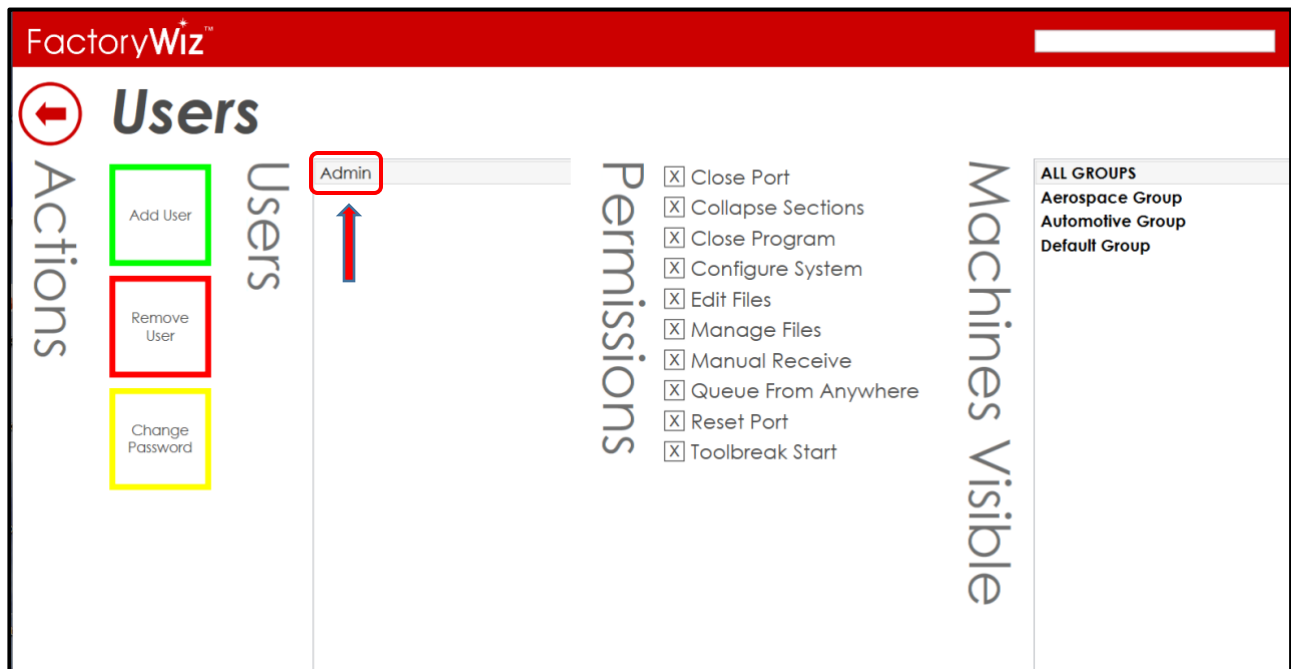 FactoryWiz™
Users
Actions
Add User
Remove
User
Change
Password
Users
Admin
Permissions
X Close Port
X Collapse Sections
X Close Program
X Configure System
X Edit Files
X Manage Files
X Manual Receive
X Queue From Anywhere
X Reset Port
X Toolbreak Start
Machines Visible
ALL GROUPS
Aerospace Group
Automotive Group
Default Group